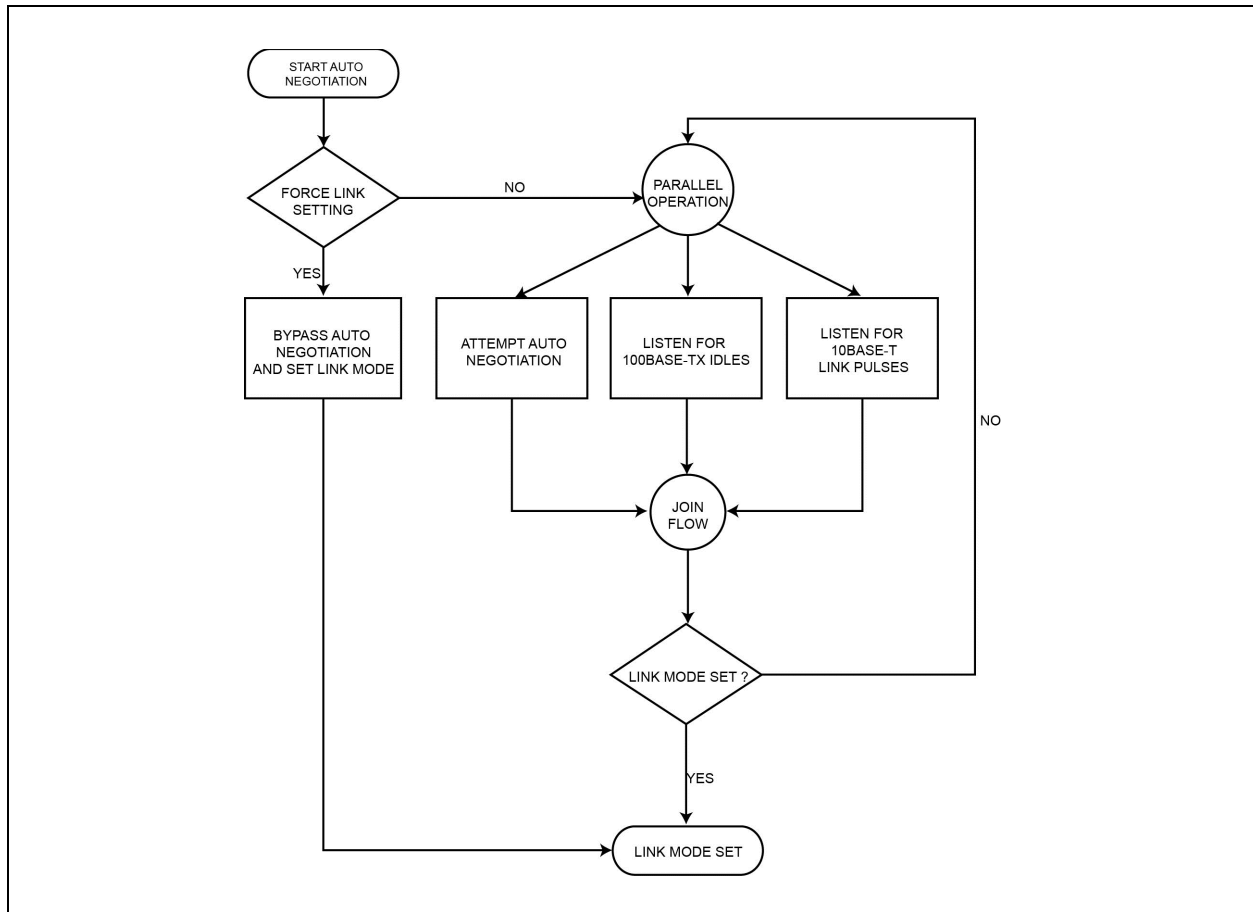 START AUTO
NEGOTIATION
FORCE LINK
SETTING
NO
PARALLEL
OPERATION
YES
BYPASS AUTO
NEGOTIATION
AND SET LINK MODE
ATTEMPT AUTO
NEGOTIATION
LISTEN FOR
100BASE-TX IDLES
LISTEN FOR
10BASE-T
LINK PULSES
NO
JOIN
FLOW
LINK MODE SET ?
YES
LINK MODE SET